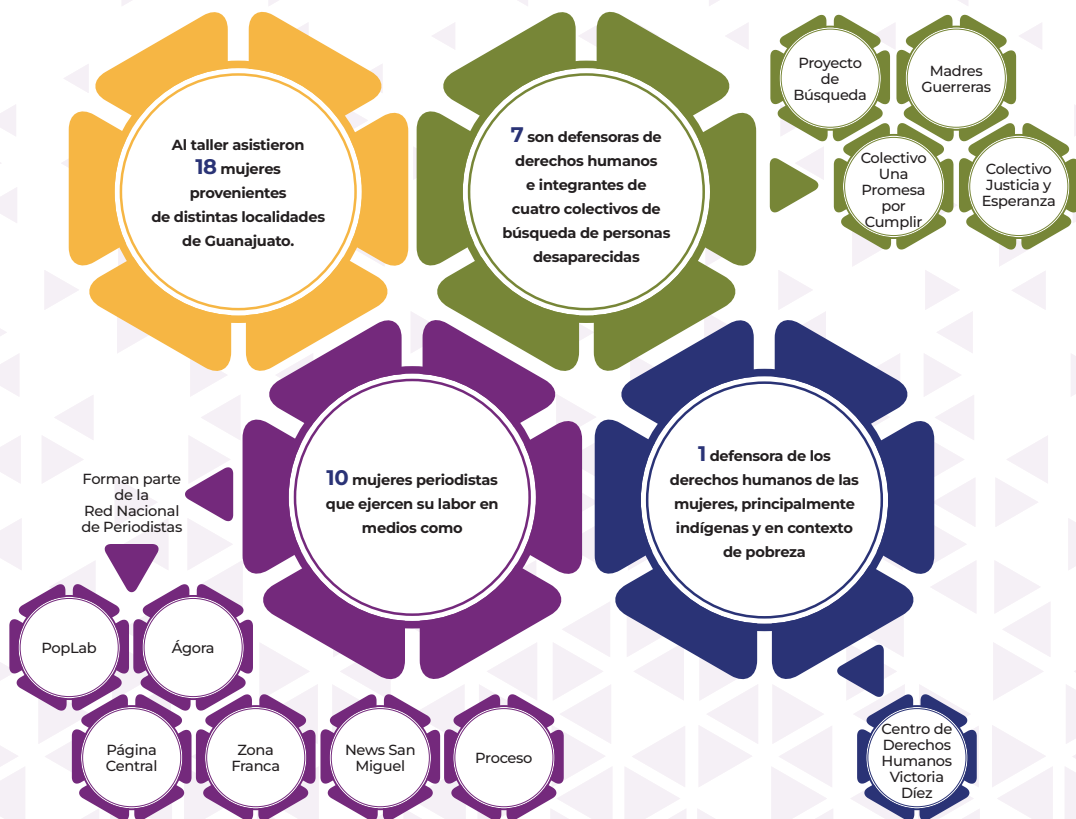 Al taller asistieron
18 mujeres
provenientes
de distintas localidades
de Guanajuato.
7 son defensoras de
derechos humanos
e integrantes de
cuatro colectivos de
búsqueda de personas
desaparecidas
Proyecto
de
Búsqueda
Madres
Guerreras
Colectivo
Una
Promesa
por
Cumplir
Colectivo
Justicia y
Esperanza
10 mujeres periodistas
que ejercen su labor en
medios como
Forman parte
de la
Red Nacional
de Periodistas
PopLab
Ágora
Página
Central
Zona
Franca
News San
Miguel
Proceso
1 defensora de los
derechos humanos de las
mujeres, principalmente
indígenas y en contexto
de pobreza
Centro de
Derechos
Humanos
Victoria
Díez